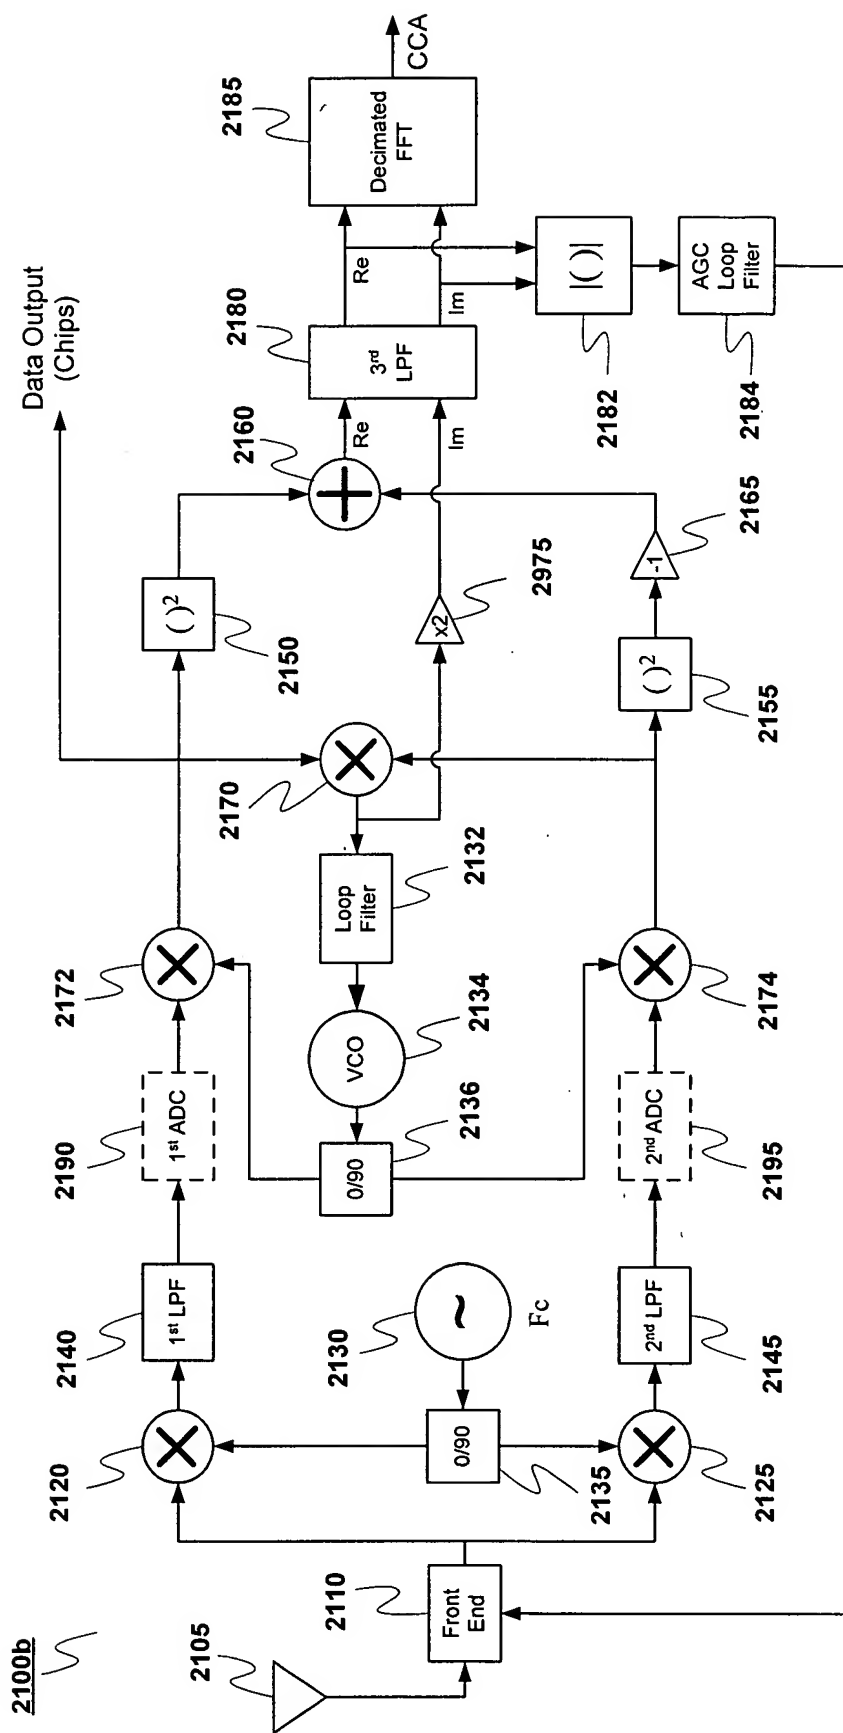 2100b
2105
2110
Front
End
2120
2125
0/90
2135
2130
~
Fc
2140
1st LPF
2145
2nd LPF
2190
1st ADC
2195
2nd ADC
0/90
2136
VCO
2134
Loop
Filter
2132
2172
2174
2170
x2
2975
( )²
2150
( )²
2155
-1
2165
2160
Data Output
(Chips)
Re
Im
2180
3rd
LPF
Re
Im
2185
Decimated
FFT
CCA
|( )|
2182
AGC
Loop
Filter
2184